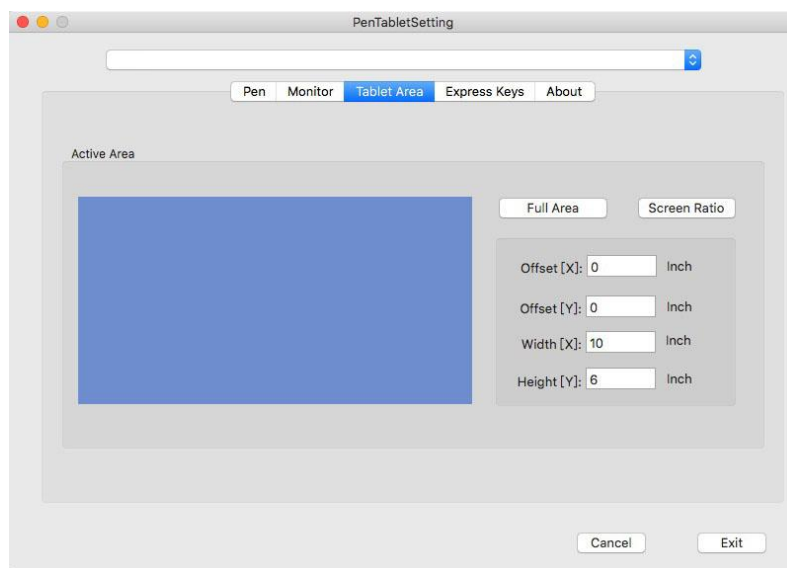 PenTabletSetting
Pen Monitor Tablet Area Express Keys About
Active Area
Full Area Screen Ratio
Offset [X]: 0 Inch
Offset [Y]: 0 Inch
Width [X]: 10 Inch
Height [Y]: 6 Inch
Cancel Exit